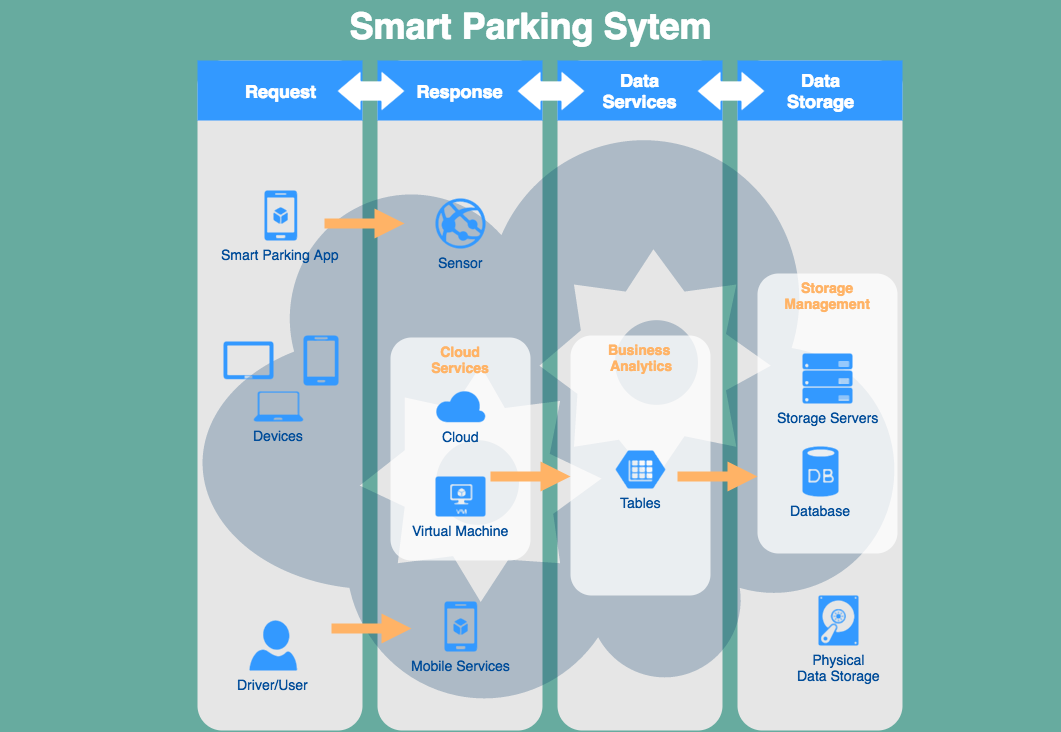 Smart Parking Sytem
Request
Response
Data
Services
Data
Storage
Smart Parking App
Sensor
Storage
Management
Cloud
Services
Business
Analytics
Cloud
Storage Servers
Devices
DB
VM
Tables
Database
Virtual Machine
Mobile Services
Driver/User
Physical
Data Storage